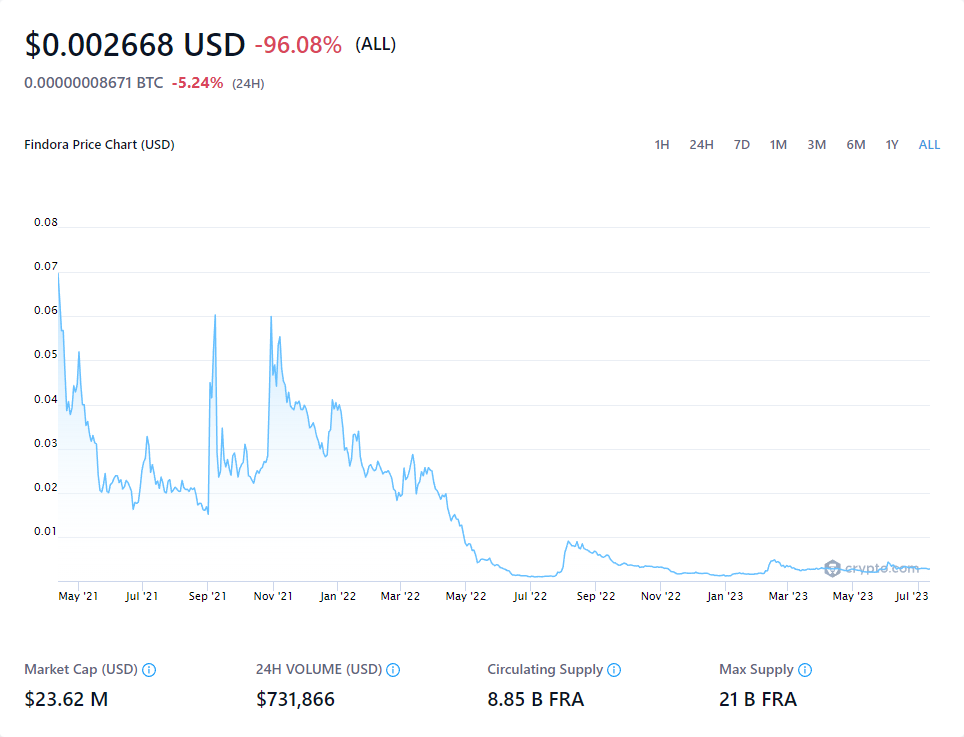 $0.002668 USD -96.08% (ALL)
0.00000008671 BTC -5.24% (24H)
Findora Price Chart (USD) 1H 24H 7D 1M 3M 6M 1Y ALL
0.08
0.07
0.06
0.05
0.04
0.03
0.02
0.01
crypto.com
May '21 Jul '21 Sep '21 Nov '21 Jan '22 Mar '22 May '22 Jul '22 Sep '22 Nov '22 Jan '23 Mar '23 May '23 Jul '23
Market Cap (USD) 24H VOLUME (USD) Circulating Supply Max Supply
$23.62 M $731,866 8.85 B FRA 21 B FRA